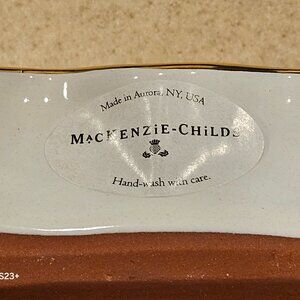 Made in Aurora, NY, USA
MacKenzie-Childs
Hand-wash with care.
S23+